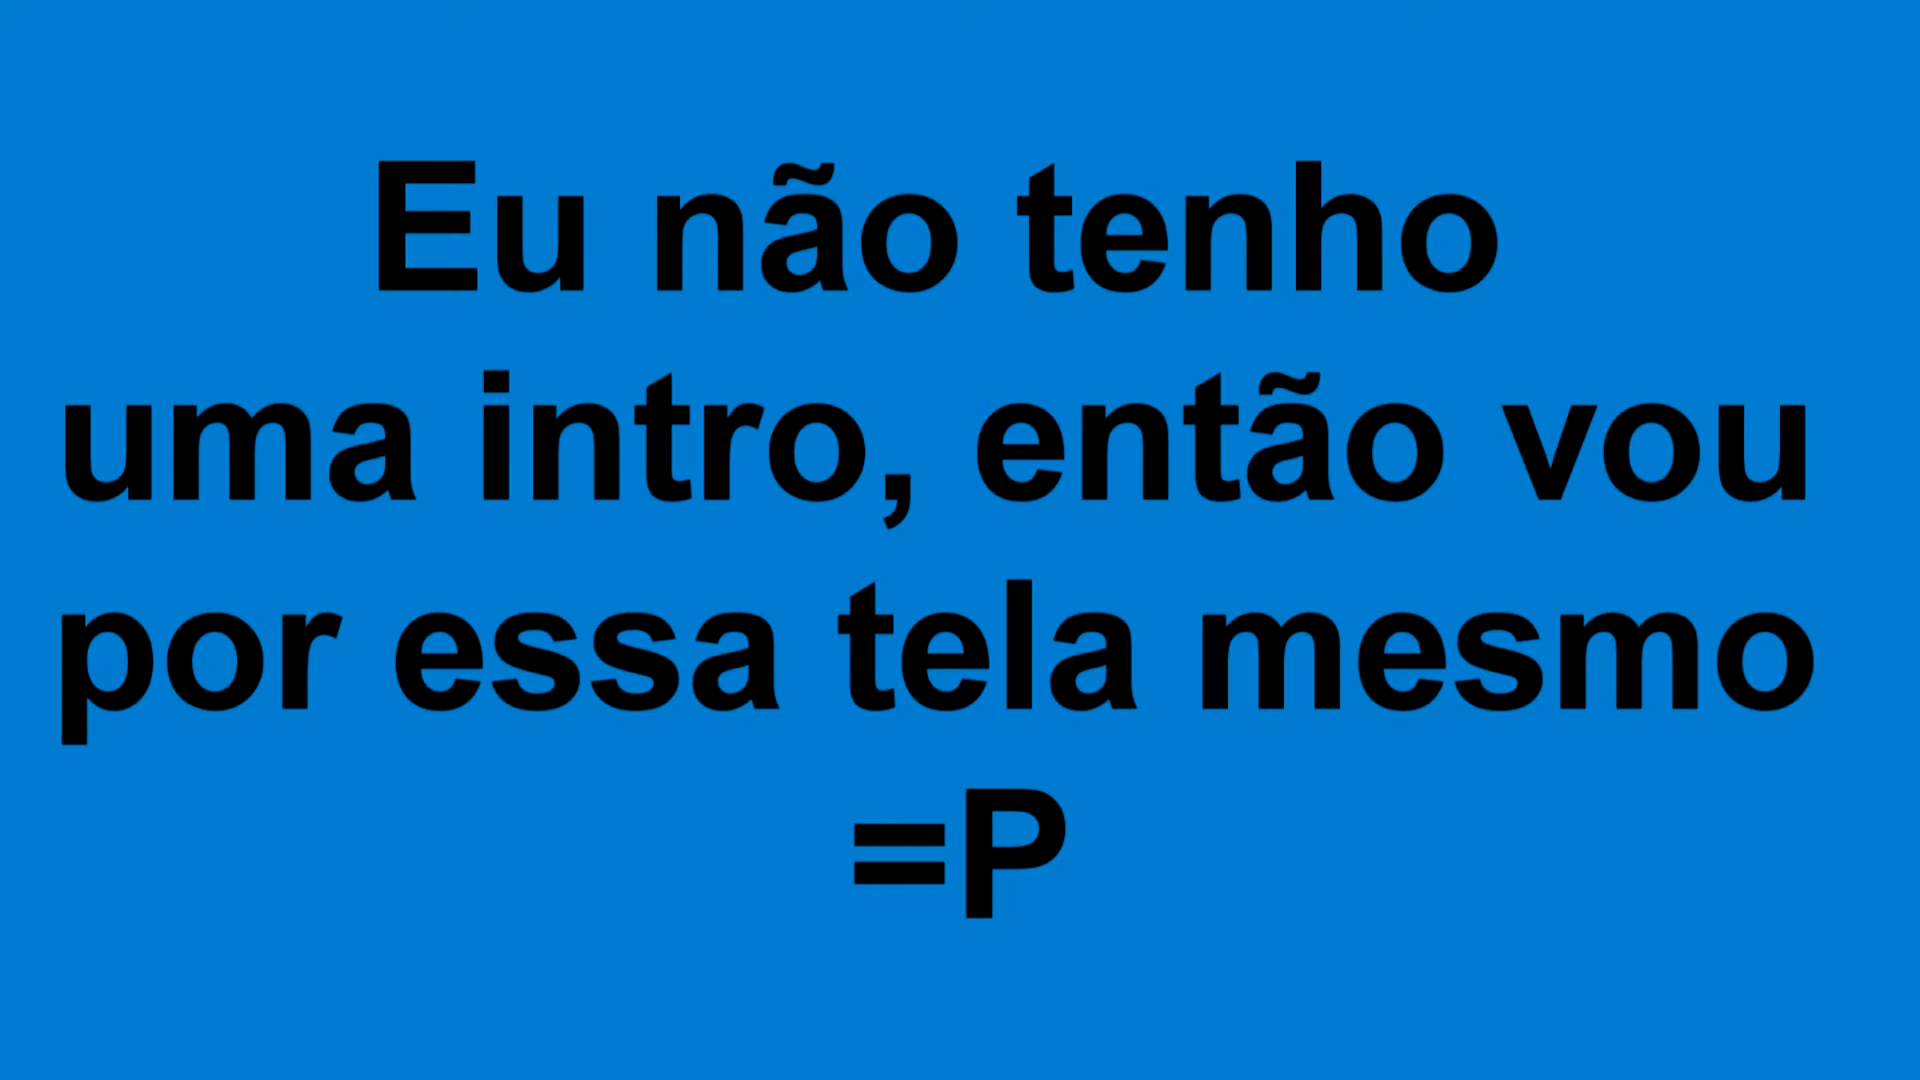 Eu não tenho
uma intro, então vou
por essa tela mesmo
=P